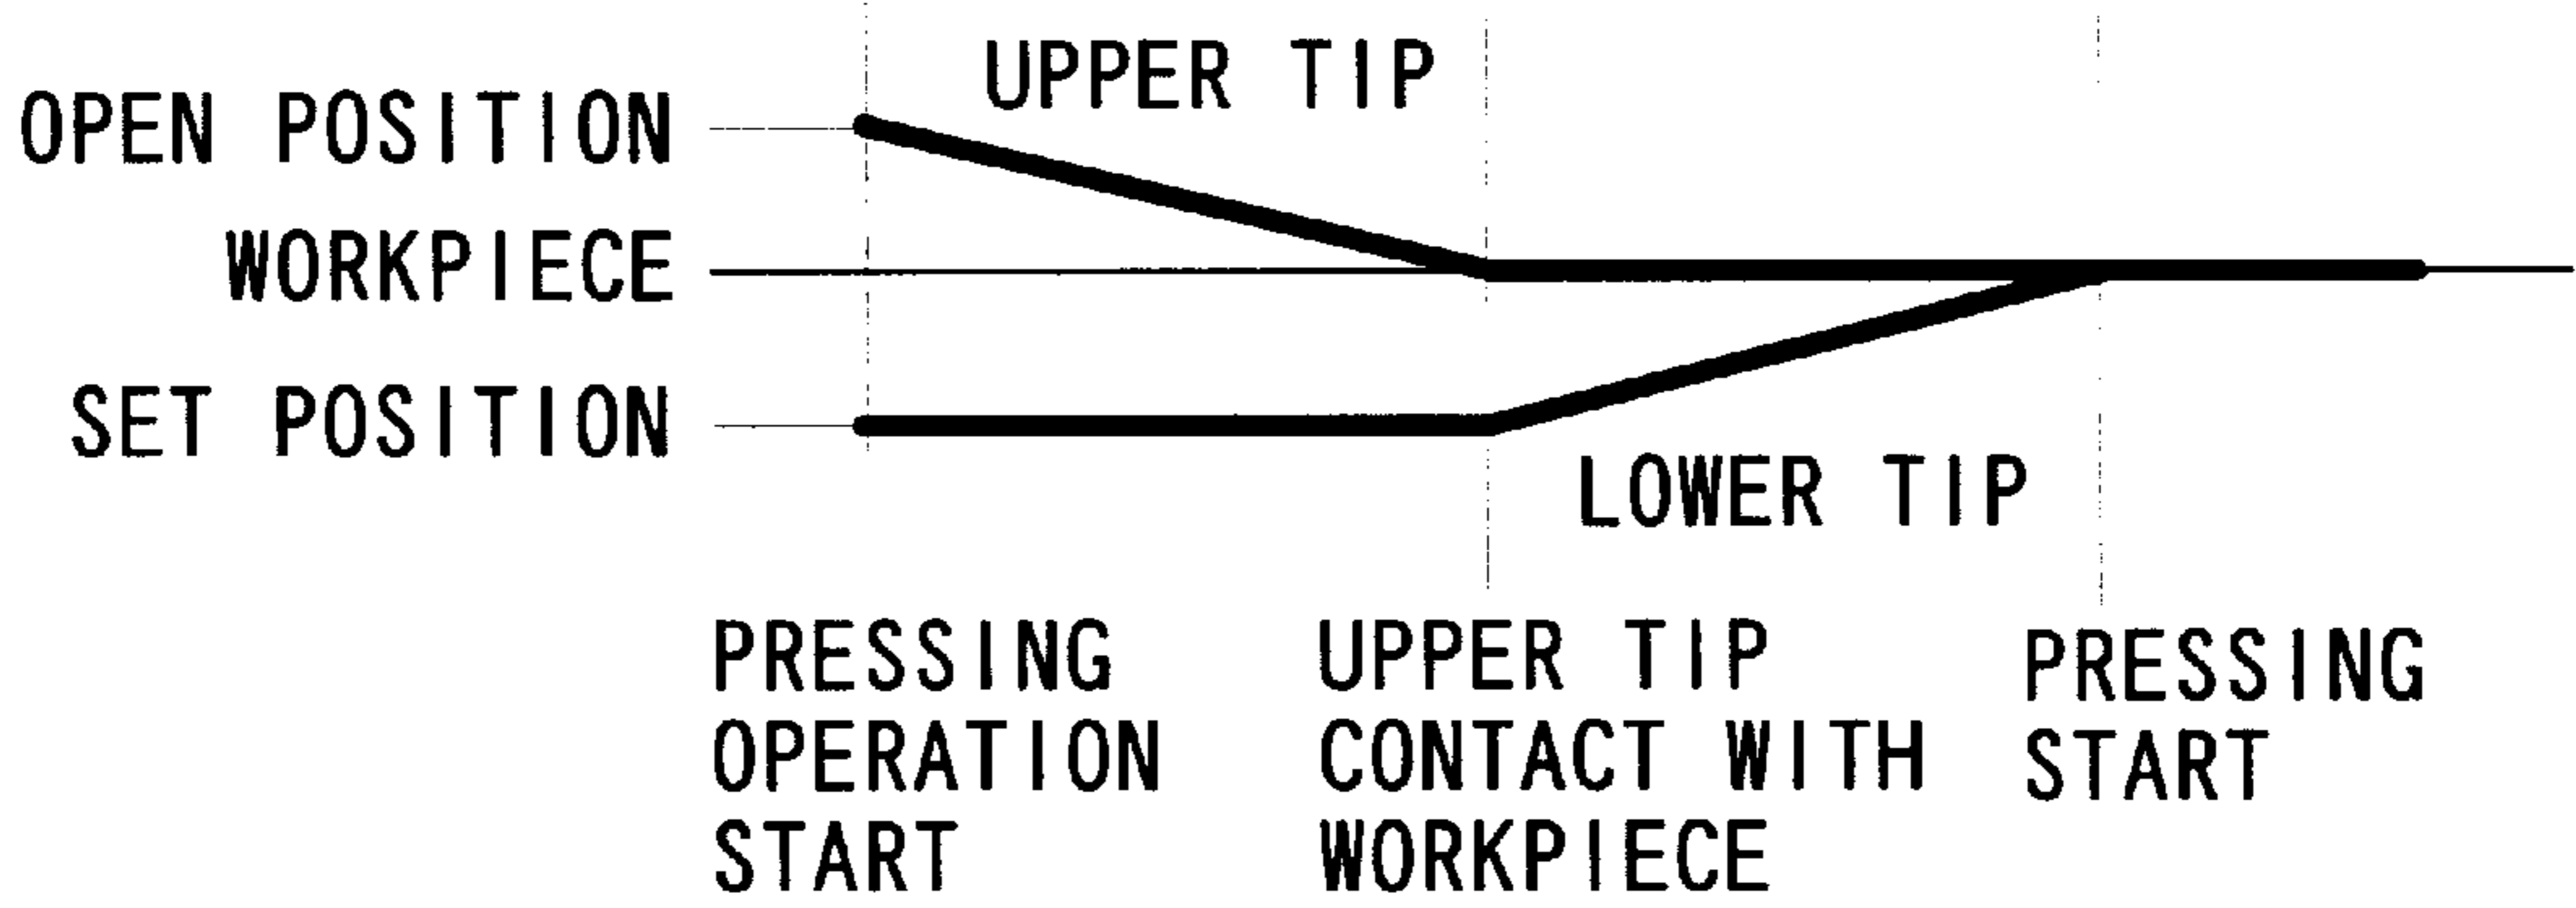 UPPER TIP
OPEN POSITION
WORKPIECE
SET POSITION
LOWER TIP
PRESSING
OPERATION
START
UPPER TIP
CONTACT WITH
WORKPIECE
PRESSING
START